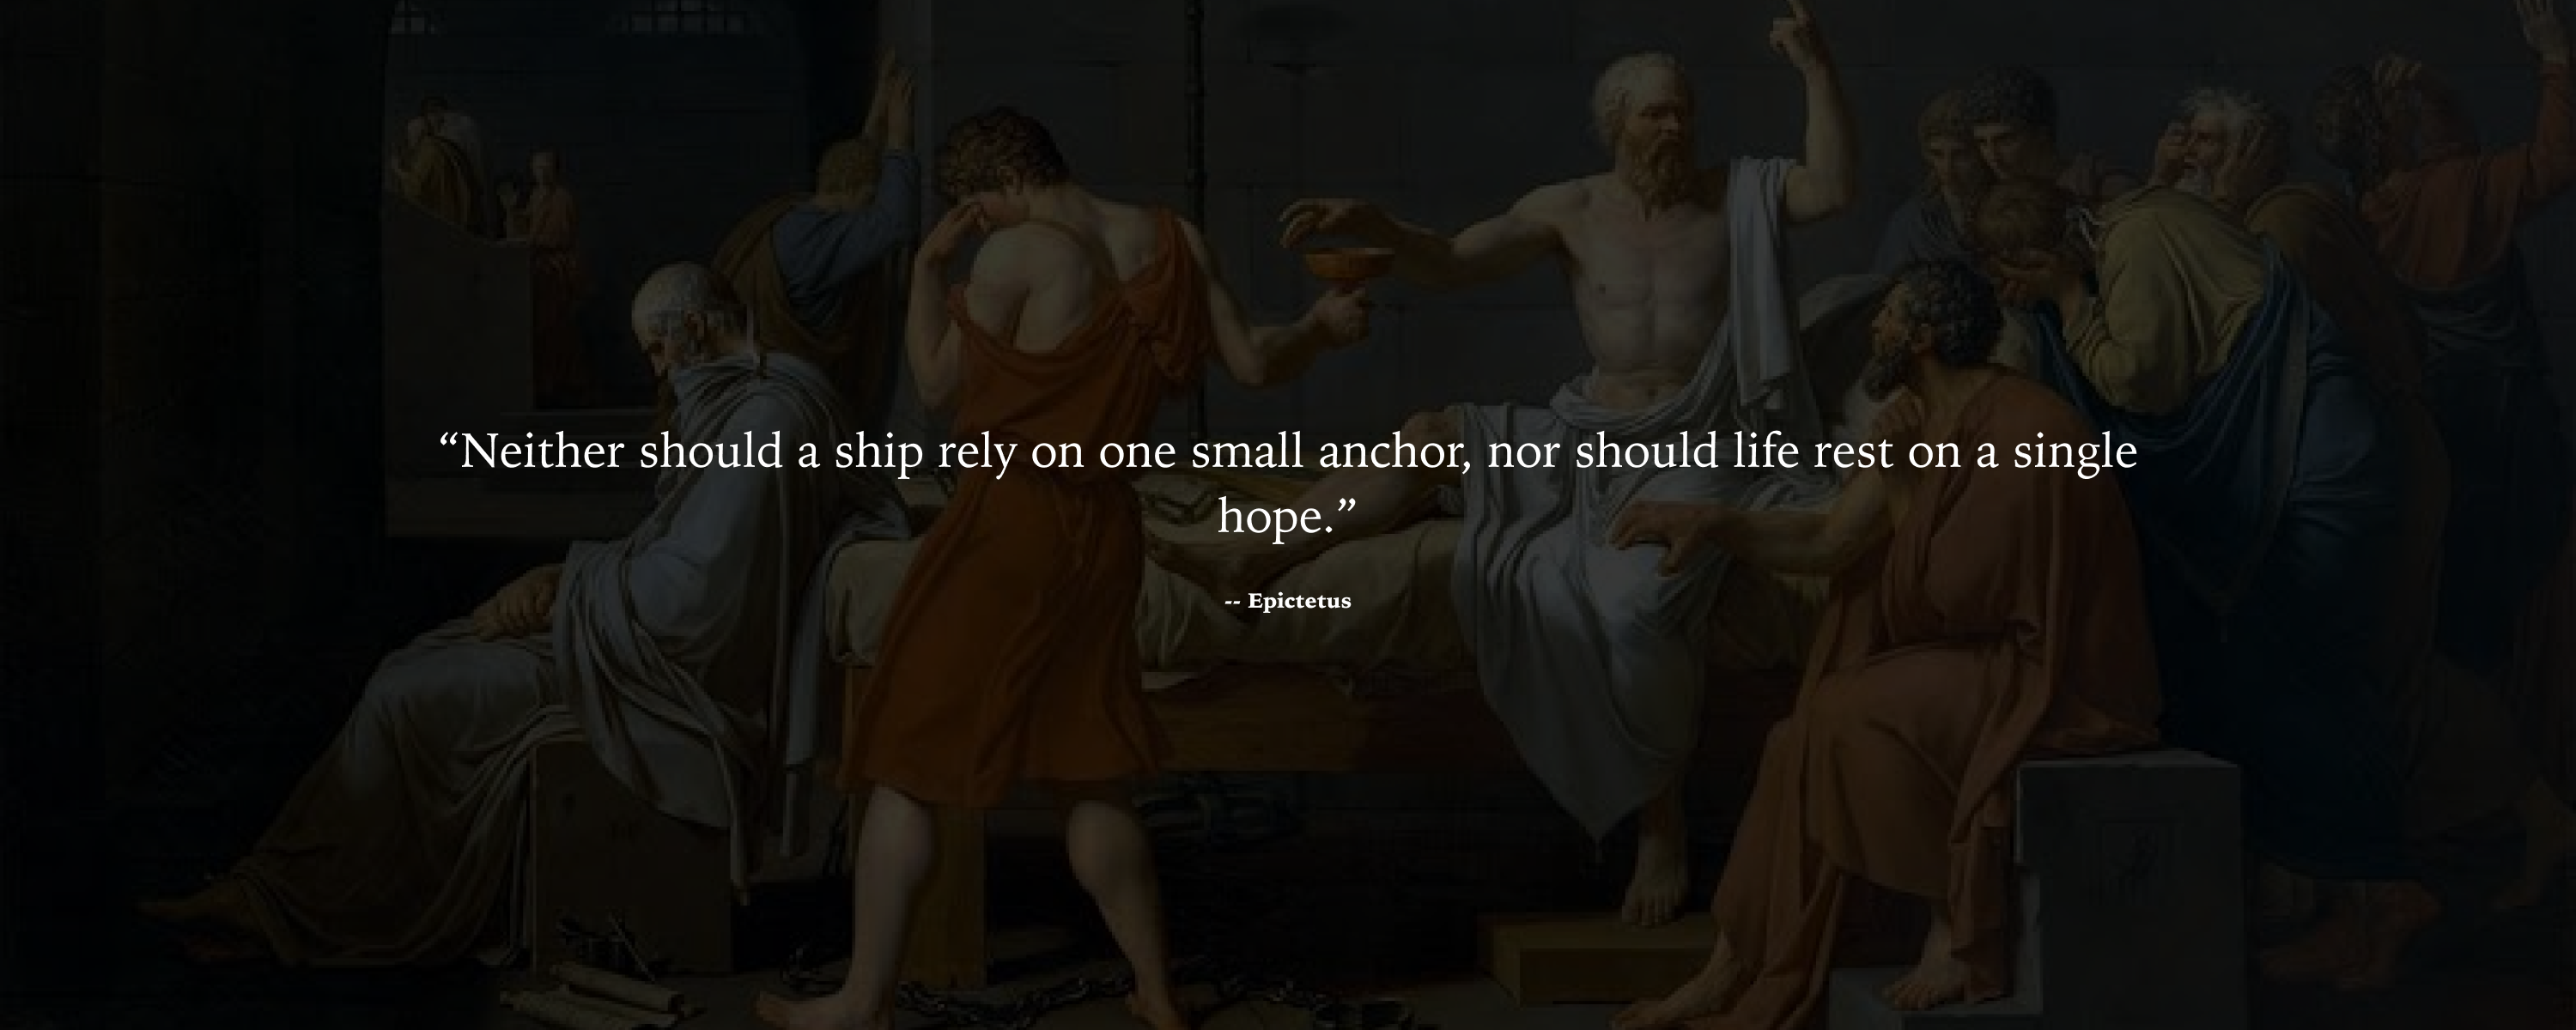 “Neither should a ship rely on one small anchor, nor should life rest on a single
hope.”
-- Epictetus